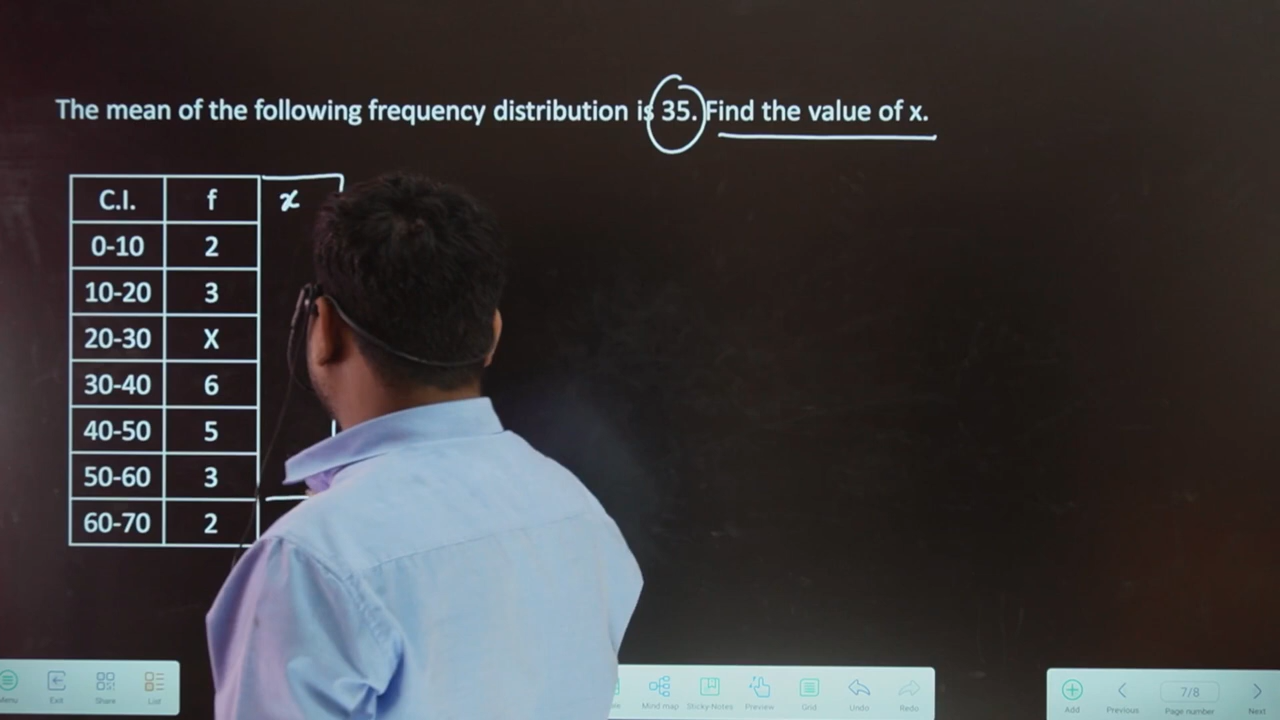 The mean of the following frequency distribution is 35. Find the value of x.
C.I. f x
0-10 2
10-20 3
20-30 X
30-40 6
40-50 5
50-60 3
60-70 2
Menu Exit Share List Mind map Sticky-Notes Preview Grid Undo Redo Add Previous 7/8 Page number Next